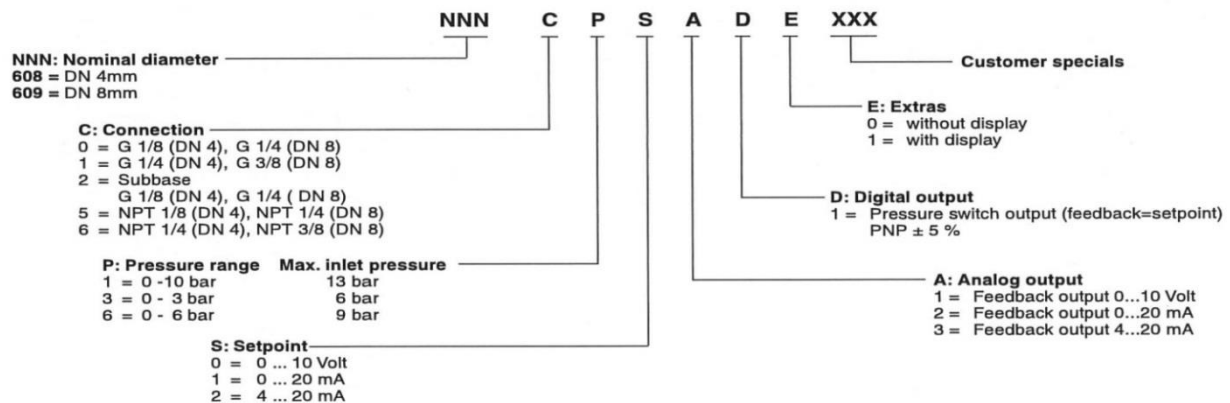 NNN C P S A D E XXX
NNN: Nominal diameter
608 = DN 4mm
609 = DN 8mm
Customer specials
E: Extras
0 = without display
1 = with display
C: Connection
0 = G 1/8 (DN 4), G 1/4 (DN 8)
1 = G 1/4 (DN 4), G 3/8 (DN 8)
2 = Subbase
G 1/8 (DN 4), G 1/4 ( DN 8)
5 = NPT 1/8 (DN 4), NPT 1/4 (DN 8)
6 = NPT 1/4 (DN 4), NPT 3/8 (DN 8)
D: Digital output
1 = Pressure switch output (feedback=setpoint)
PNP ± 5 %
P: Pressure range Max. inlet pressure
1 = 0 -10 bar 13 bar
3 = 0 - 3 bar 6 bar
6 = 0 - 6 bar 9 bar
A: Analog output
1 = Feedback output 0...10 Volt
2 = Feedback output 0...20 mA
3 = Feedback output 4...20 mA
S: Setpoint
0 = 0 ... 10 Volt
1 = 0 ... 20 mA
2 = 4 ... 20 mA